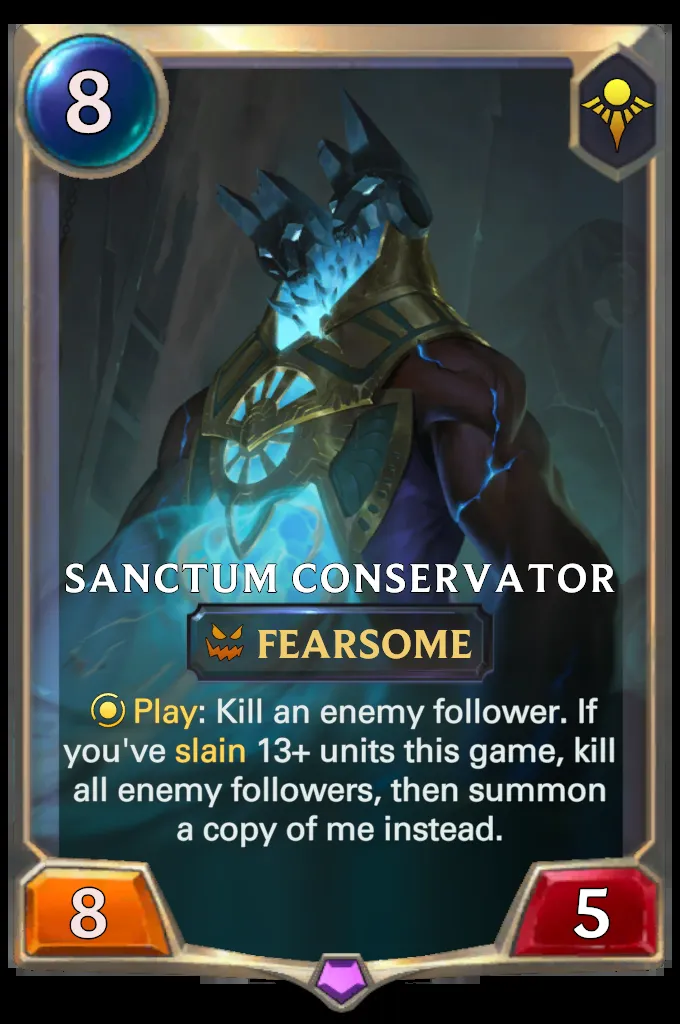 8
SANCTUM CONSERVATOR
FEARSOME
Play: Kill an enemy follower. If
you've slain 13+ units this game, kill
all enemy followers, then summon
a copy of me instead.
8
5